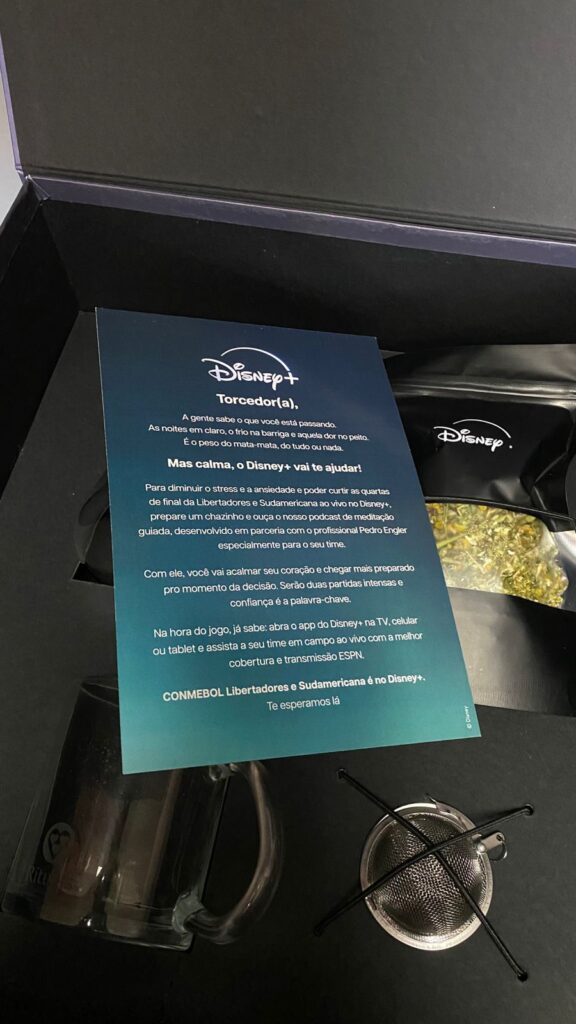 Disney+
Torcedor(a),
A gente sabe o que você está passando.
As noites em claro, o frio na barriga e aquela dor no peito.
É o peso do mata-mata, do tudo ou nada.
Mas calma, o Disney+ vai te ajudar!
Para diminuir o stress e a ansiedade e poder curtir as quartas
de final da Libertadores e Sudamericana ao vivo no Disney+,
prepare um chazinho e ouça o nosso podcast de meditação
guiada, desenvolvido em parceria com o profissional Pedro Engler
especialmente para o seu time.
Com ele, você vai acalmar seu coração e chegar mais preparado
pro momento da decisão. Serão duas partidas intensas e
confiança é a palavra-chave.
Na hora do jogo, já sabe: abra o app do Disney+ na TV, celular
ou tablet e assista a seu time em campo ao vivo com a melhor
cobertura e transmissão ESPN.
CONMEBOL Libertadores e Sudamericana é no Disney+.
Te esperamos lá
© Disney
Disney